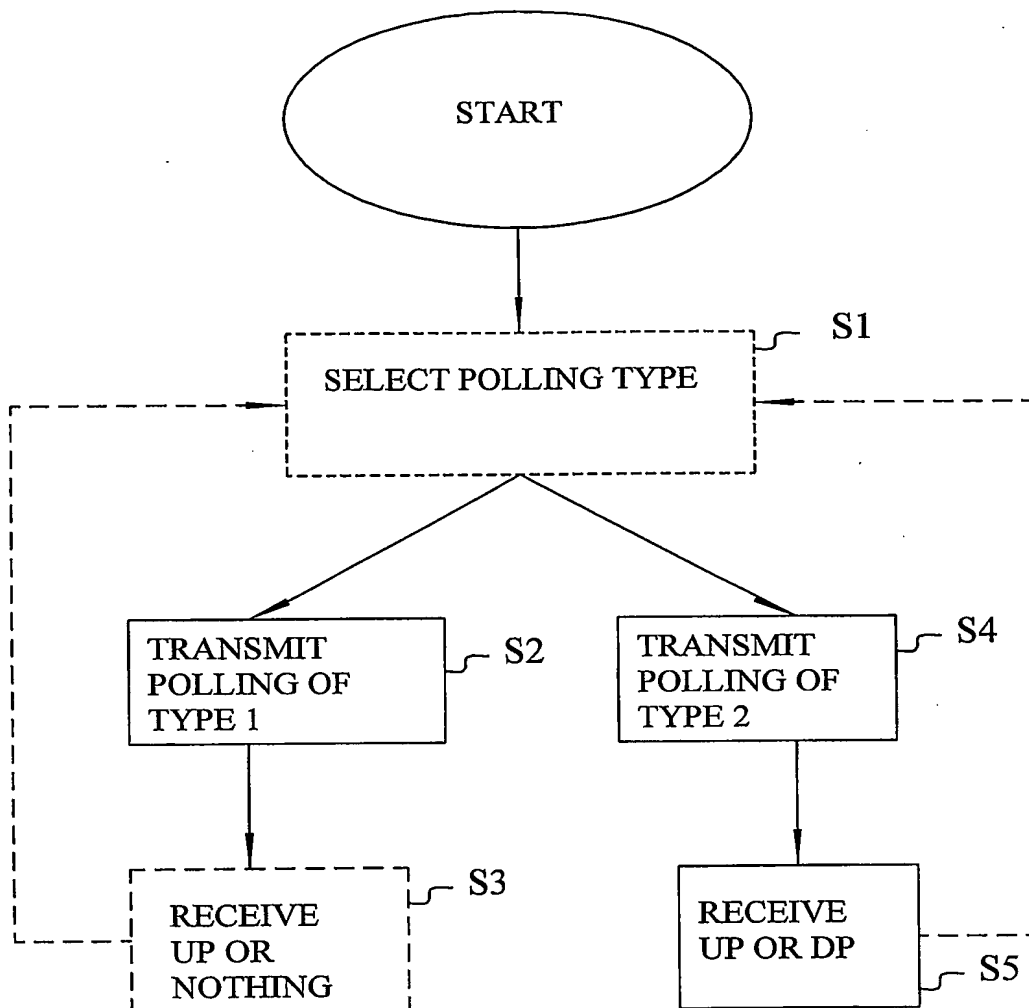 START
S1
SELECT POLLING TYPE
TRANSMIT
POLLING OF
TYPE 1
S2
TRANSMIT
POLLING OF
TYPE 2
S4
RECEIVE
UP OR
NOTHING
S3
RECEIVE
UP OR DP
S5